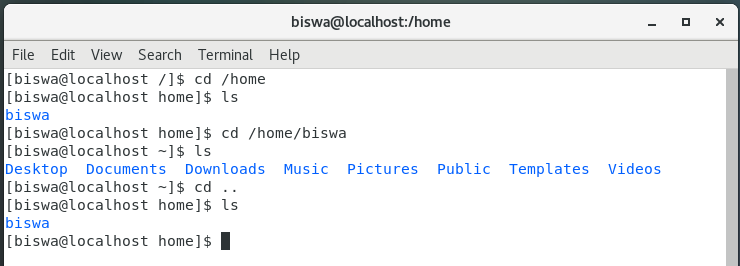 biswa@localhost:/home
File Edit View Search Terminal Help
[biswa@localhost /]$ cd /home
[biswa@localhost home]$ ls
biswa
[biswa@localhost home]$ cd /home/biswa
[biswa@localhost ~]$ ls
Desktop  Documents  Downloads  Music  Pictures  Public  Templates  Videos
[biswa@localhost ~]$ cd ..
[biswa@localhost home]$ ls
biswa
[biswa@localhost home]$